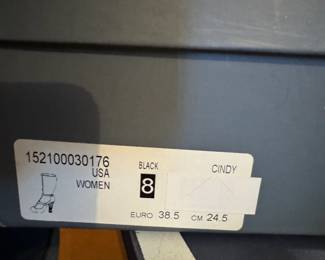 152100030176 BLACK CINDY
USA
WOMEN 8
EURO 38.5 CM 24.5